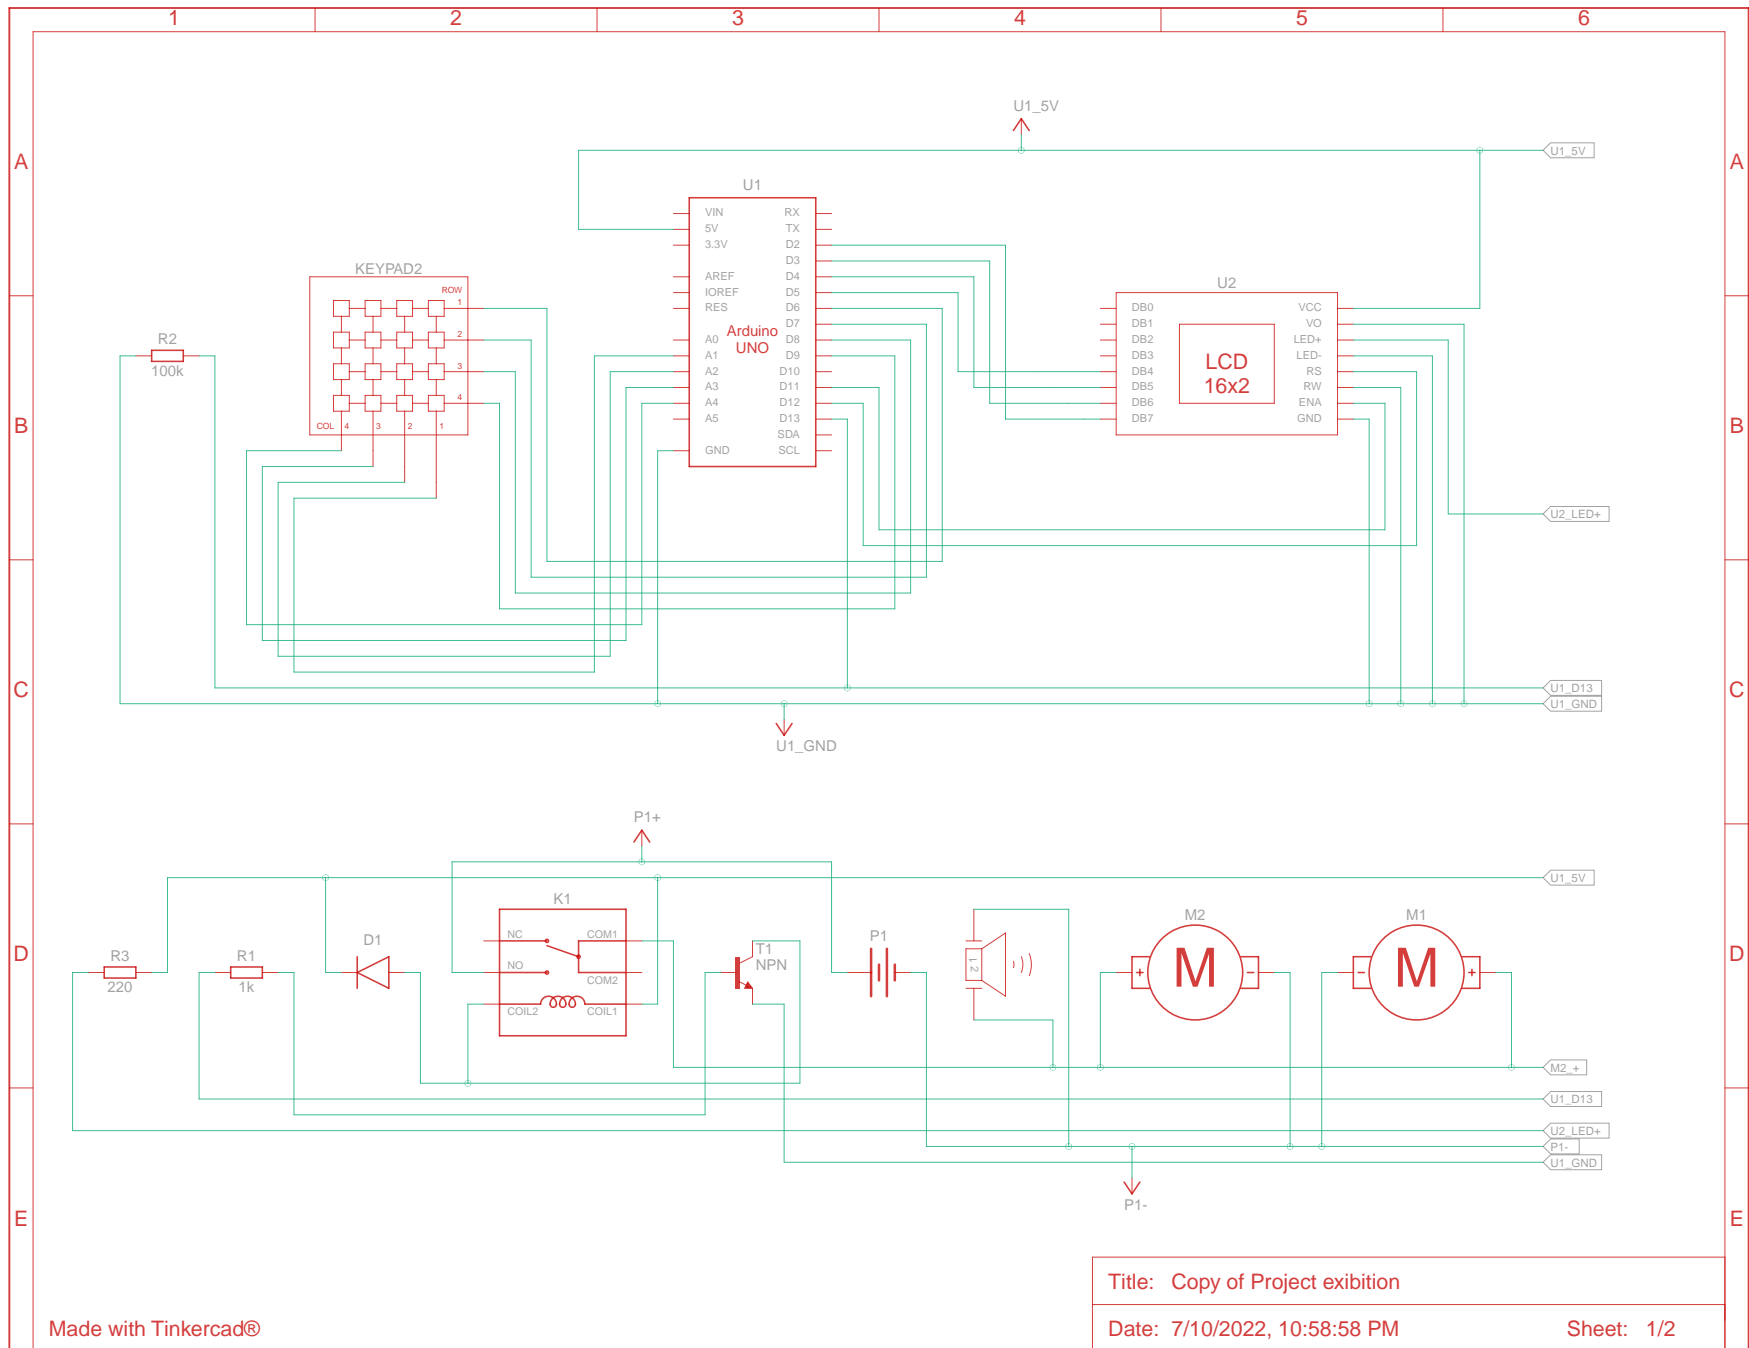 1 2 3 4 5 6
A A
B B
C C
D D
E E
U1_5V
U1_5V
U1
VIN RX
5V TX
3.3V D2
D3
AREF D4
IOREF D5
RES D6
D7
A0 D8
A1 D9
A2 D10
A3 D11
A4 D12
A5 D13
SDA
GND SCL
Arduino
UNO
KEYPAD2
ROW
1
2
3
4
COL 4 3 2 1
R2
100k
U2
DB0 VCC
DB1 VO
DB2 LED+
DB3 LED-
DB4 RS
DB5 RW
DB6 ENA
DB7 GND
LCD
16x2
U2_LED+
U1_D13
U1_GND
U1_GND
P1+
U1_5V
K1
NC COM1
NO COM2
COIL2 COIL1
R3
220
R1
1k
D1
T1
NPN
P1
1 2
M2
+ M -
M1
- M +
M2_+
U1_D13
U2_LED+
P1-
U1_GND
P1-
Title: Copy of Project exibition
Date: 7/10/2022, 10:58:58 PM Sheet: 1/2
Made with Tinkercad®